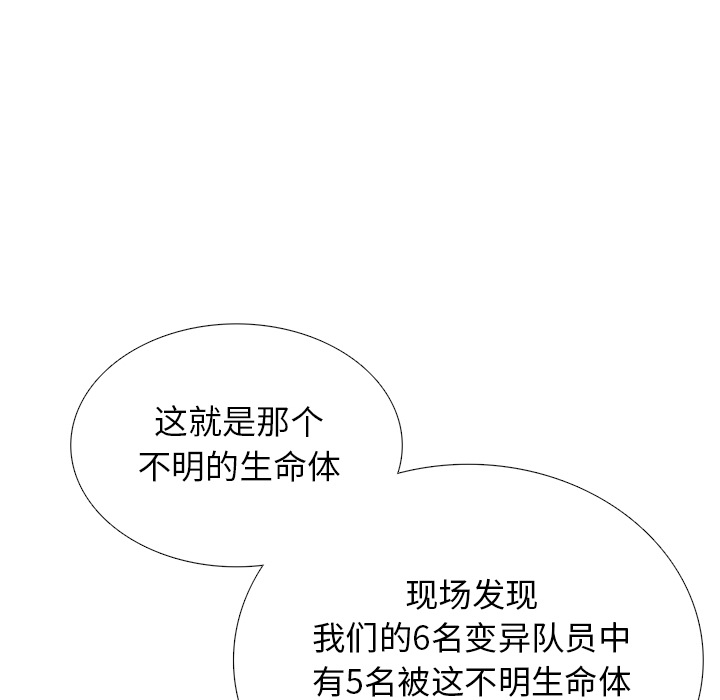 这就是那个
不明的生命体
现场发现
我们的6名变异队员中
有5名被这不明生命体